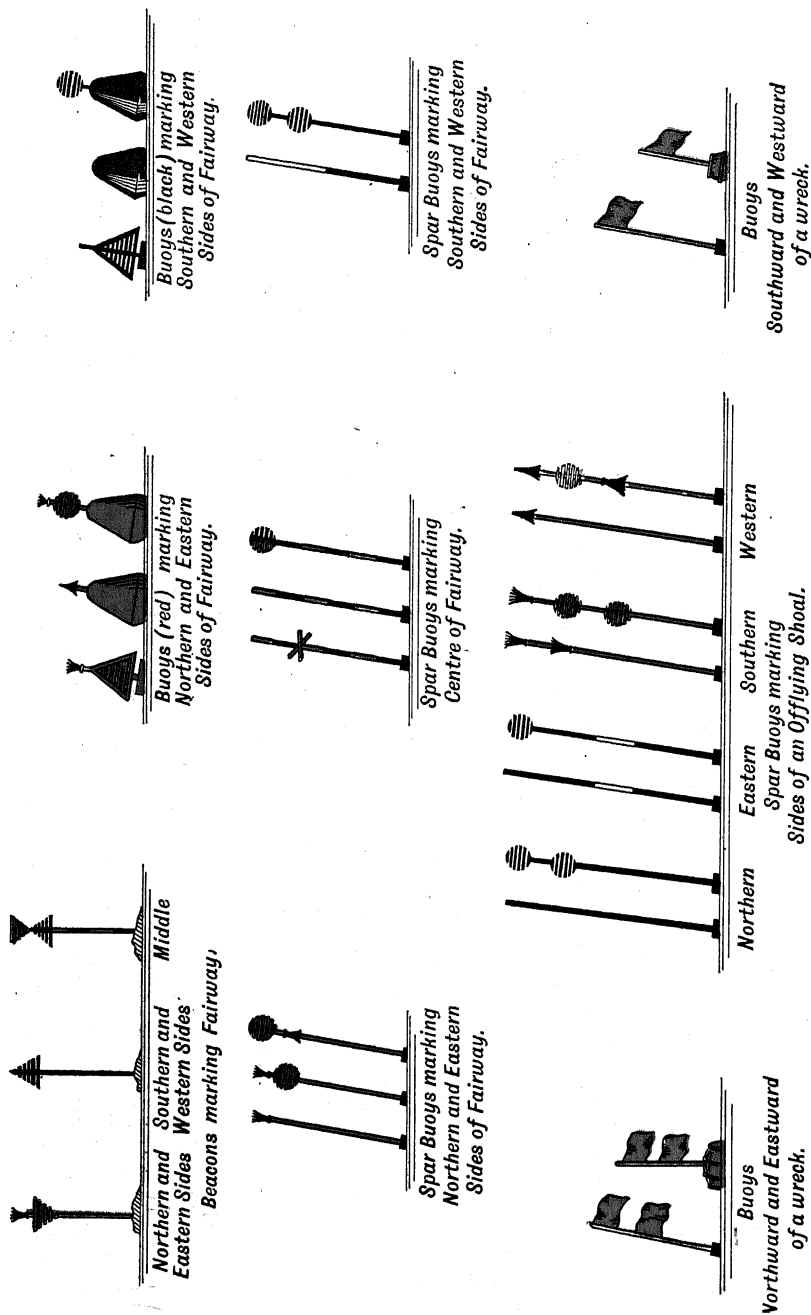 Northern and Eastern Sides
Southern and Western Sides
Middle
Beacons marking Fairway,
Buoys (red) marking
Northern and Eastern
Sides of Fairway.
Buoys (black) marking
Southern and Western
Sides of Fairway.
Spar Buoys marking
Northern and Eastern
Sides of Fairway.
Spar Buoys marking
Centre of Fairway.
Spar Buoys marking
Southern and Western
Sides of Fairway.
Buoys
Northward and Eastward
of a wreck.
Northern Eastern Southern Western
Spar Buoys marking
Sides of an Offlying Shoal.
Buoys
Southward and Westward
of a wreck.